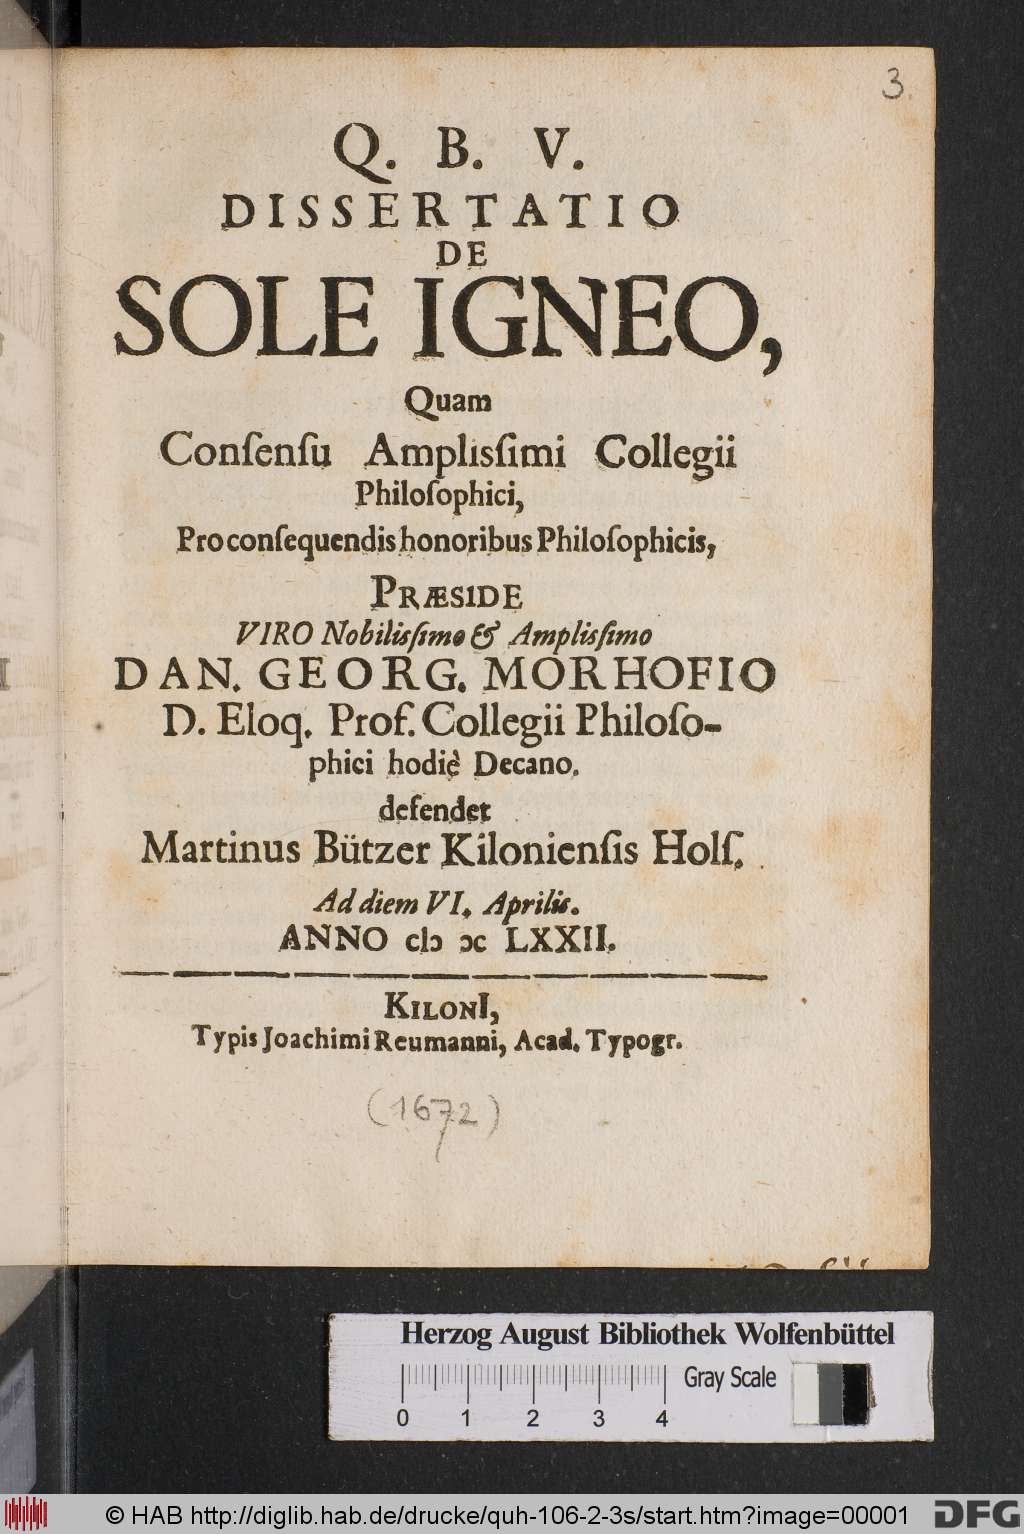 3.
Q. B. V.
DISSERTATIO
DE
SOLE IGNEO,
Quam
Conſenſu Amplisſimi Collegii
Philoſophici,
Pro conſequendis honoribus Philoſophicis,
PRÆSIDE
VIRO Nobilisſimo & Amplisſimo
DAN. GEORG. MORHOFIO
D. Eloq. Prof. Collegii Philoſo-
phici hodiè Decano.
defendet
Martinus Bützer Kilonienſis Holſ.
Ad diem VI. Aprilis.
ANNO cIↄ ↄc LXXII.
KILONI,
Typis Joachimi Reumanni, Acad. Typogr.
(1672)
Herzog August Bibliothek Wolfenbüttel
Gray Scale
0 1 2 3 4
© HAB http://diglib.hab.de/drucke/quh-106-2-3s/start.htm?image=00001
DFG